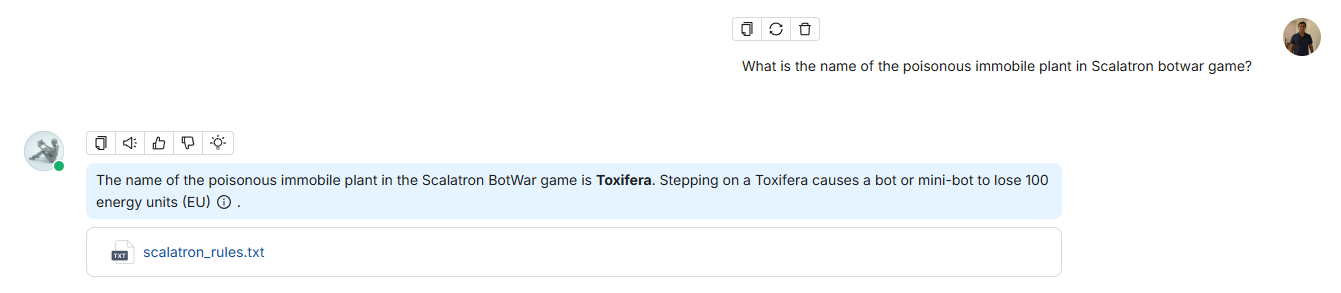 What is the name of the poisonous immobile plant in Scalatron botwar game?
The name of the poisonous immobile plant in the Scalatron BotWar game is Toxifera. Stepping on a Toxifera causes a bot or mini-bot to lose 100
energy units (EU) .
TXT scalatron_rules.txt